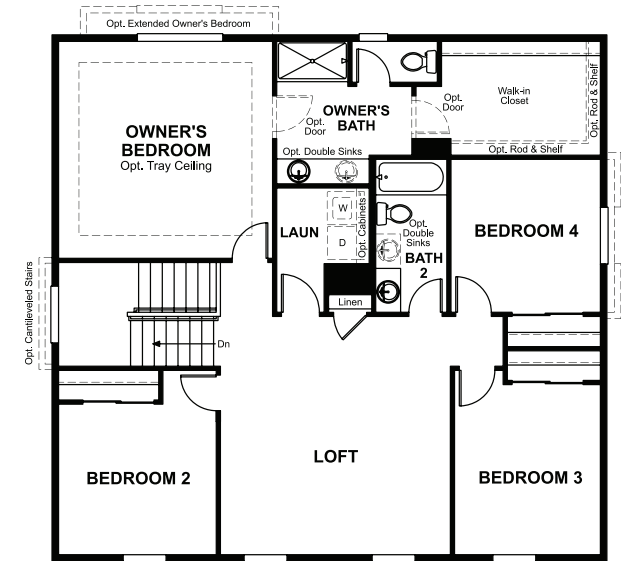 Opt. Extended Owner's Bedroom
OWNER'S
BEDROOM
Opt. Tray Ceiling
Opt.
Door
OWNER'S
BATH
Opt. Double Sinks
Opt.
Door
Walk-in
Closet
Opt. Rod & Shelf
Opt. Rod & Shelf
LAUN
W
D
Opt. Cabinets
Opt.
Double
Sinks
BATH
2
Linen
BEDROOM 4
Opt. Cantileveled Stairs
Dn
BEDROOM 2
LOFT
BEDROOM 3